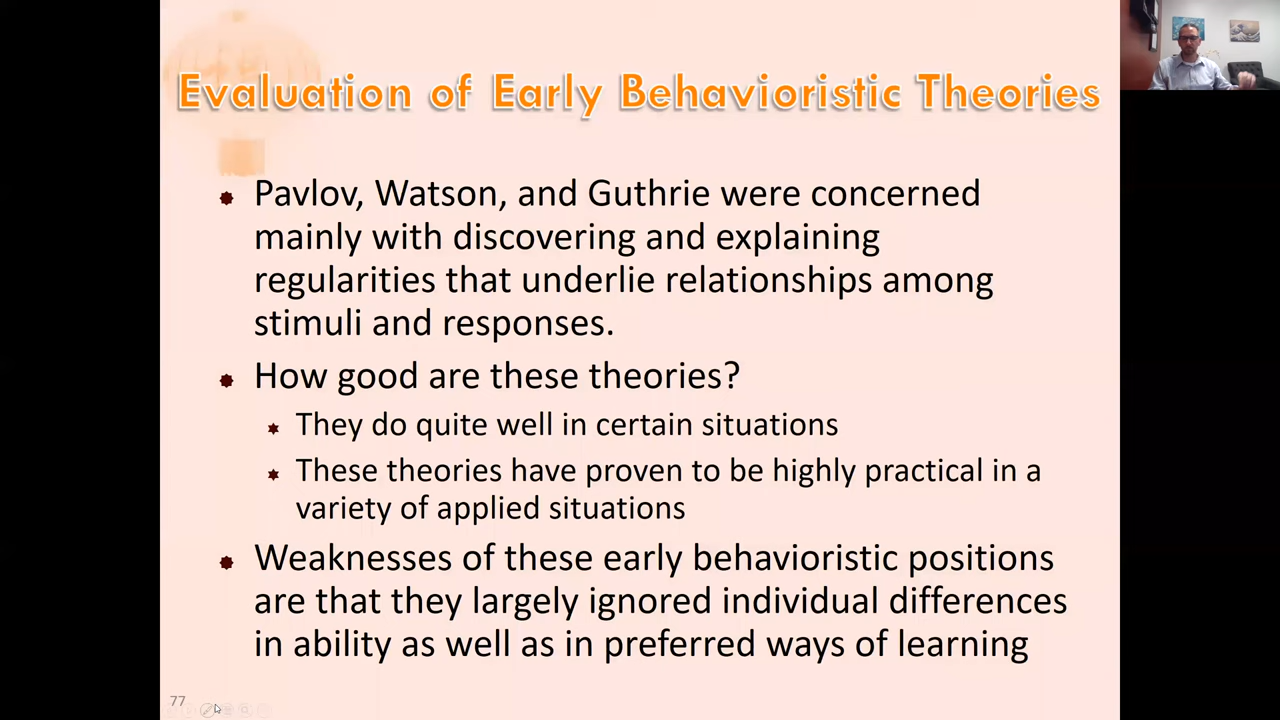 Evaluation of Early Behavioristic Theories
Pavlov, Watson, and Guthrie were concerned
mainly with discovering and explaining
regularities that underlie relationships among
stimuli and responses.
How good are these theories?
They do quite well in certain situations
These theories have proven to be highly practical in a
variety of applied situations
Weaknesses of these early behavioristic positions
are that they largely ignored individual differences
in ability as well as in preferred ways of learning
77